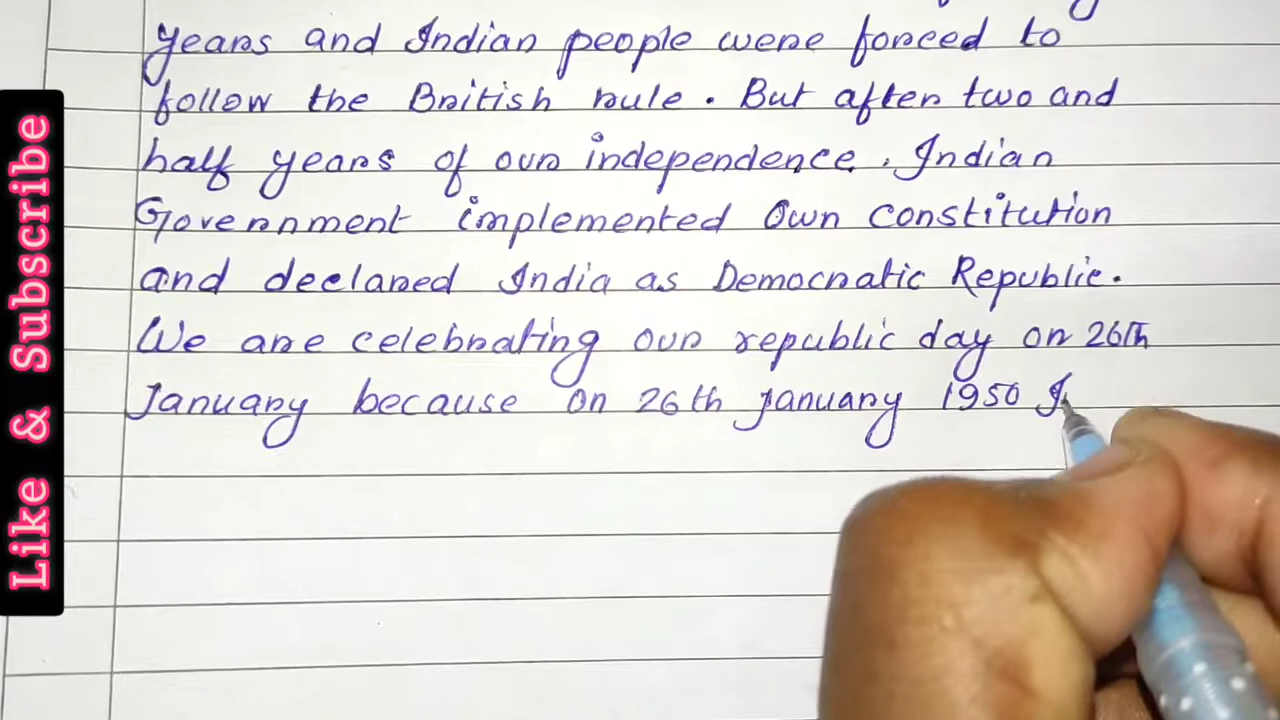 years and Indian people were forced to
follow the British rule. But after two and
half years of our independence. Indian
Government implemented Own constitution
and declared India as Democratic Republic.
We are celebrating our republic day on 26th
January because on 26th january 1950
Like & Subscribe